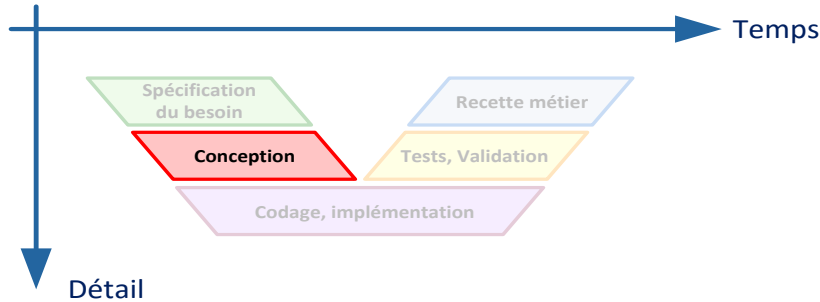 Temps
Spécification
du besoin
Recette métier
Conception
Tests, Validation
Codage, implémentation
Détail